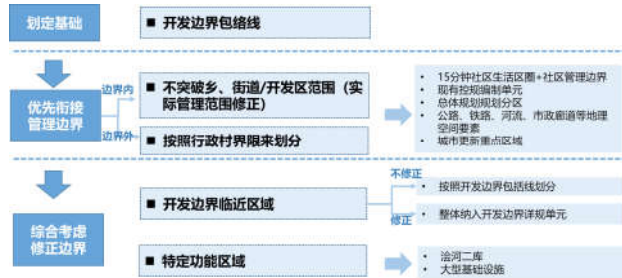 划定基础
■ 开发边界包络线
优先衔接
管理边界
边界内
■ 不突破乡、街道/开发区范围（实
际管理范围修正）
边界外
■ 按照行政村界限来划分
• 15分钟社区生活区圈+社区管理边界
• 现有控规编制单元
• 总体规划规划分区
• 公路、铁路、河流、市政廊道等地理
空间要素
• 城市更新重点区域
综合考虑
修正边界
■ 开发边界临近区域
不修正
• 按照开发边界包括线划分
修正
• 整体纳入开发边界详规单元
■ 特定功能区域
• 浍河二库
• 大型基础设施